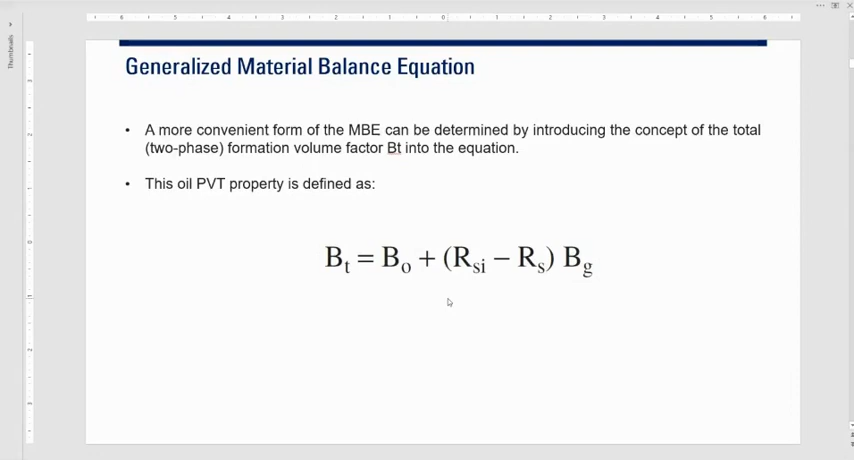 Thumbnails
Generalized Material Balance Equation
• A more convenient form of the MBE can be determined by introducing the concept of the total
(two-phase) formation volume factor Bt into the equation.
• This oil PVT property is defined as:
Bₜ = Bₒ + (Rₛᵢ − Rₛ) B_g